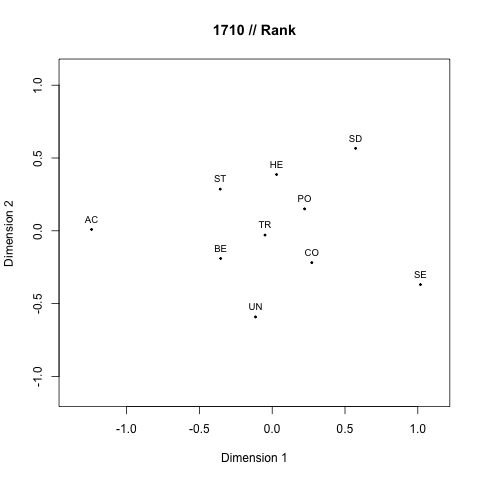 1710 // Rank
Dimension 2
1.0
0.5
0.0
-0.5
-1.0
SD
HE
ST
PO
AC
TR
BE
CO
SE
UN
-1.0 -0.5 0.0 0.5 1.0
Dimension 1